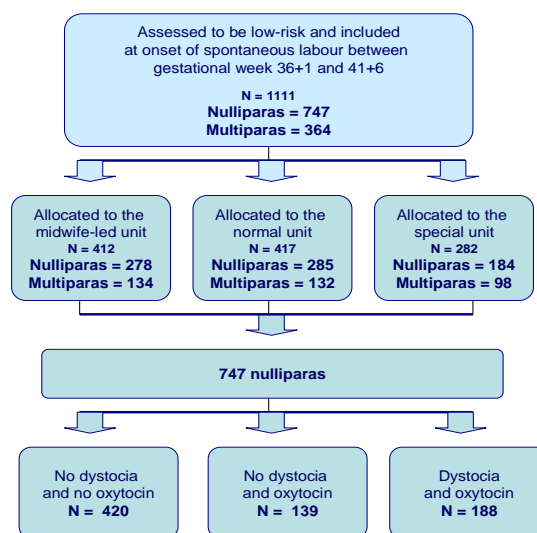 Assessed to be low-risk and included
at onset of spontaneous labour between
gestational week 36+1 and 41+6
N = 1111
Nulliparas = 747
Multiparas = 364
Allocated to the
midwife-led unit
N = 412
Nulliparas = 278
Multiparas = 134
Allocated to the
normal unit
N = 417
Nulliparas = 285
Multiparas = 132
Allocated to the
special unit
N = 282
Nulliparas = 184
Multiparas = 98
747 nulliparas
No dystocia
and no oxytocin
N = 420
No dystocia
and oxytocin
N = 139
Dystocia
and oxytocin
N = 188